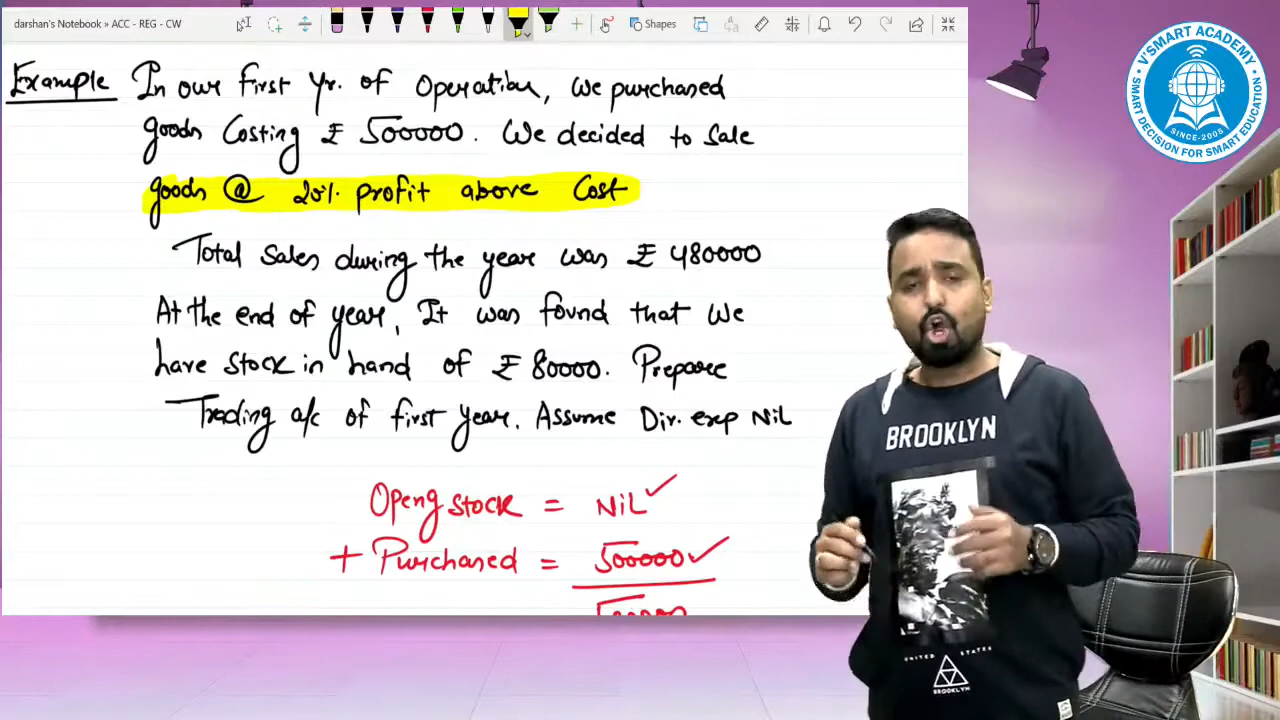 darshan's Notebook » ACC - REG - CW
Shapes
Example In our first yr. of Operation, we purchased
goods Costing ₹ 500000. We decided to Sale
goods @ 20% profit above Cost
Total Sales during the year was ₹ 480000
At the end of year, It was found that We
have stock in hand of ₹ 80000. Prepare
Trading a/c of first year. Assume Dir. exp NiL
Openg stock = NiL ✓
+ Purchased = 500000 ✓
V'SMART ACADEMY
SINCE-2005
SMART DECISION FOR SMART EDUCATION
BROOKLYN
UNITED STATES
BROOKLYN